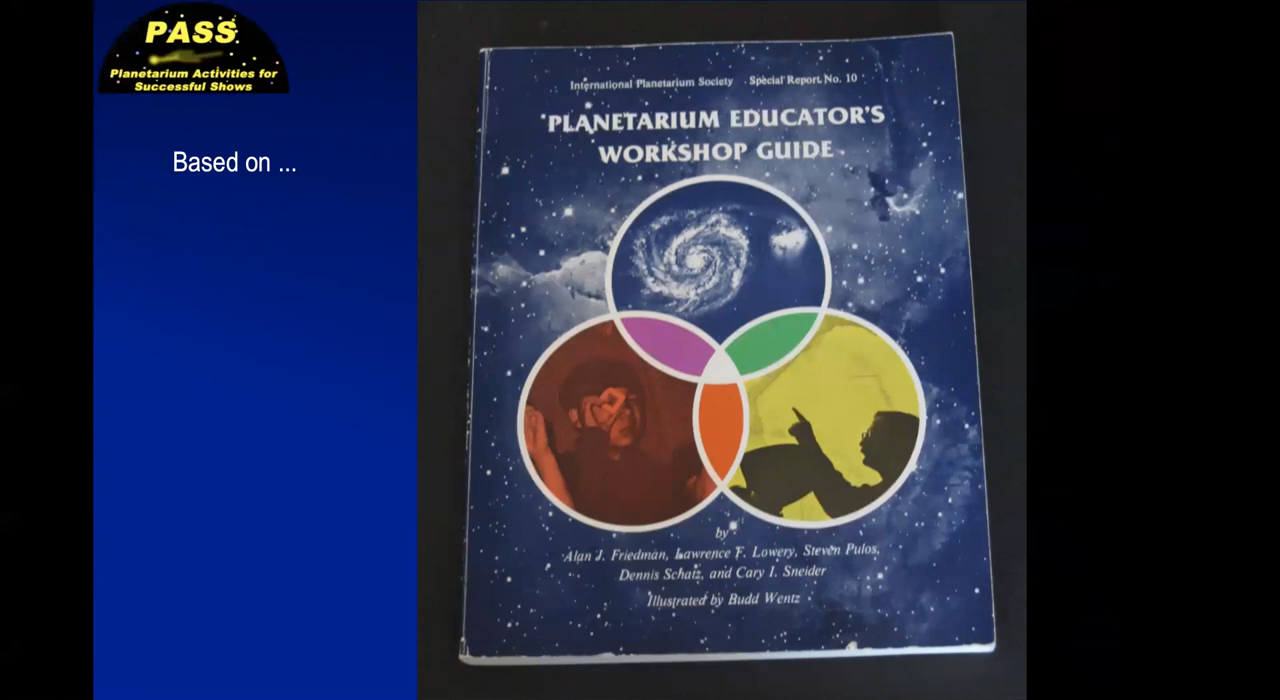 PASS
Planetarium Activities for
Successful Shows
Based on ...
International Planetarium Society Special Report No. 10
PLANETARIUM EDUCATOR'S
WORKSHOP GUIDE
by
Alan J. Friedman, Lawrence F. Lowery, Steven Pulos,
Dennis Schatz, and Cary I. Sneider
Illustrated by Budd Wentz